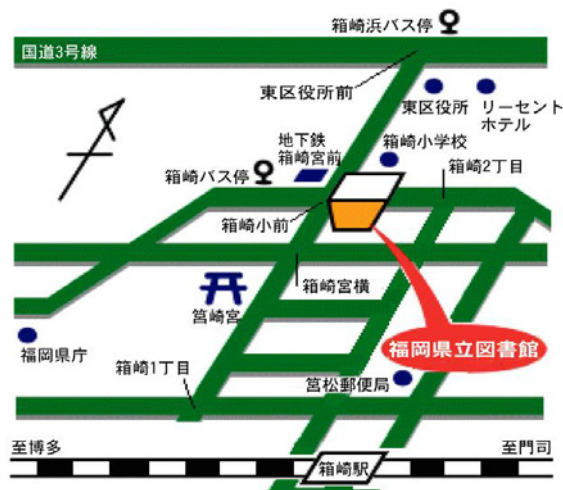 箱崎浜バス停
国道3号線
東区役所前
東区役所
リーセント
ホテル
地下鉄
箱崎宮前
箱崎小学校
箱崎バス停
箱崎2丁目
箱崎小前
箱崎宮横
筥崎宮
福岡県庁
福岡県立図書館
箱崎1丁目
筥松郵便局
至博多
至門司
箱崎駅